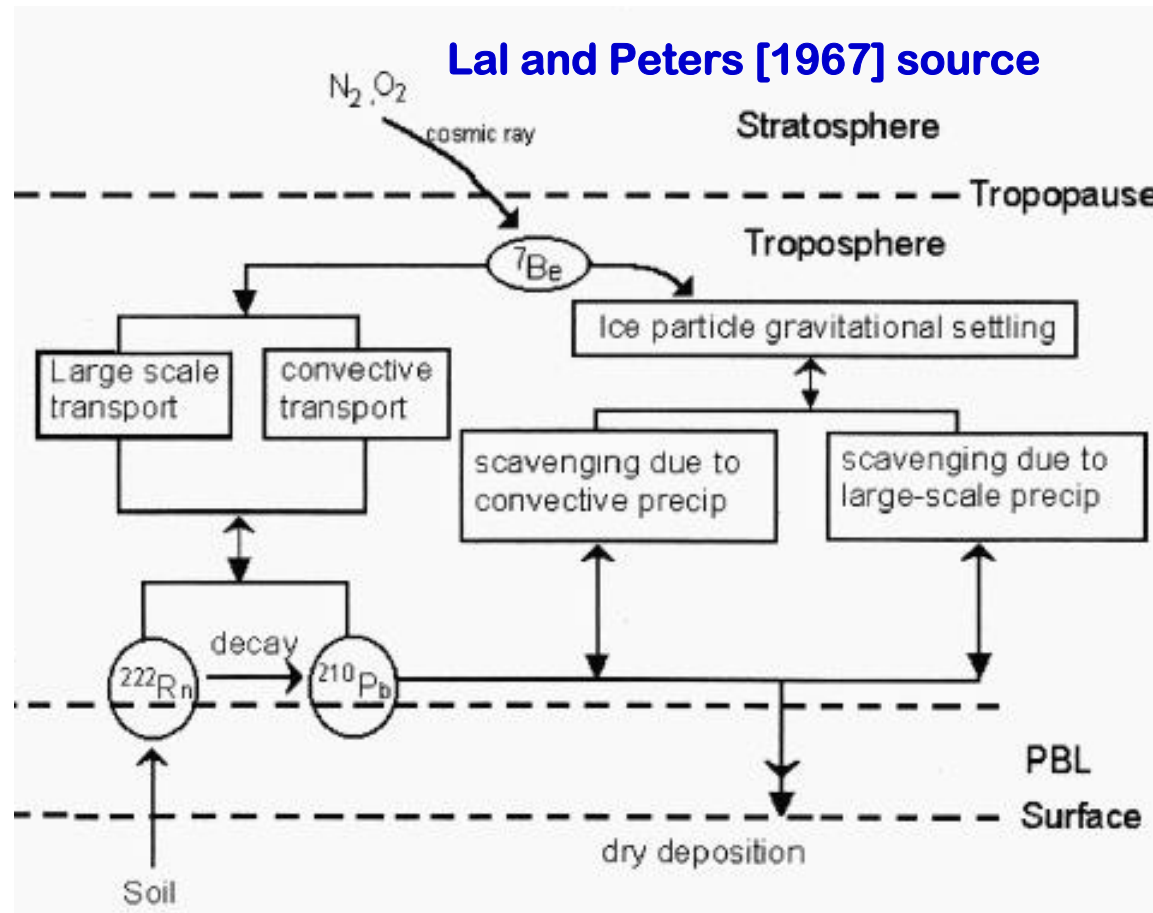 Lal and Peters [1967] source
N₂,O₂
cosmic ray
Stratosphere
Tropopause
Troposphere
⁷Be
Ice particle gravitational settling
Large scale
transport
convective
transport
scavenging due to
convective precip
scavenging due to
large-scale precip
decay
²²²Rn
²¹⁰Pb
PBL
Surface
dry deposition
Soil